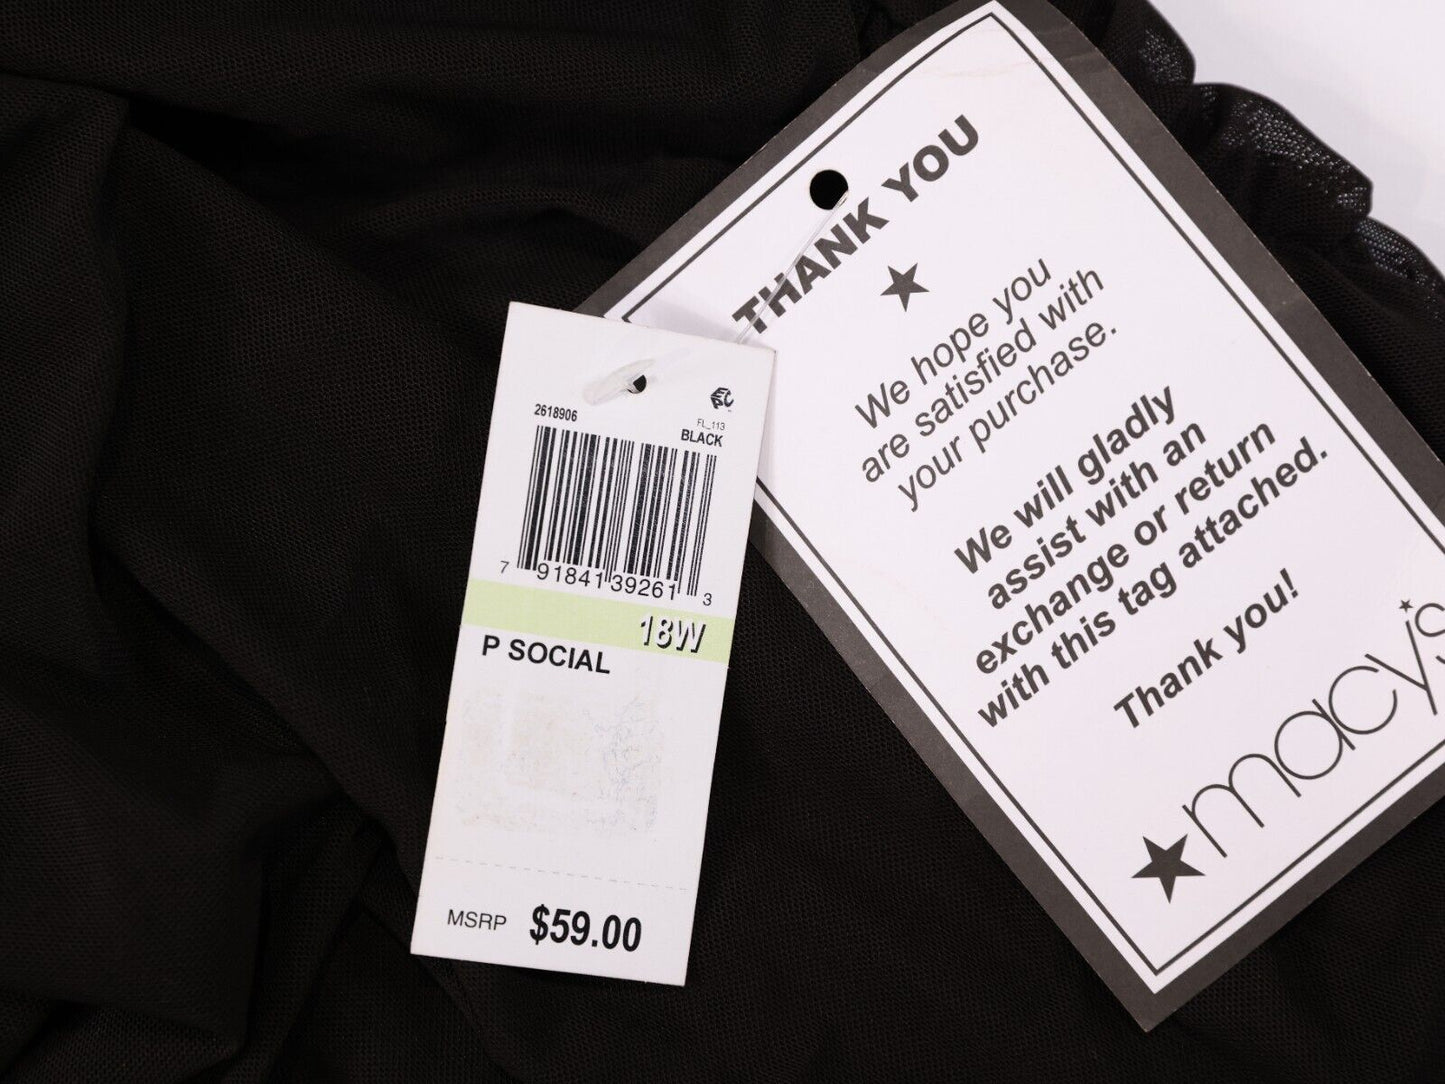 2618906
EPC
FL_113
BLACK
7 91841 39261 3
18W
P SOCIAL
MSRP $59.00
THANK YOU
We hope you
are satisfied with
your purchase.
We will gladly
assist with an
exchange or return
with this tag attached.
Thank you!
macy's